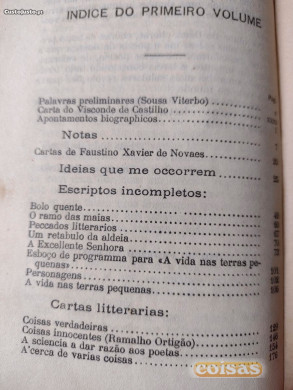 CustoJusto.pt
INDICE DO PRIMEIRO VOLUME
Palavras preliminares (Sousa Viterbo)
Carta do Visconde de Castilho
Apontamentos biographicos
Notas
Cartas de Faustino Xavier de Novaes
Ideias que me occorrem
Escriptos incompletos:
Bolo quente
O ramo das maias
Peccados litterarios
Um retabulo da aldeia
A Excellente Senhora
Esboço de programma para «A vida nas terras pe-
quenas»
Personagens
A vida nas terras pequenas
Cartas litterarias:
Coisas verdadeiras
Coisas innocentes (Ramalho Ortigão)
A sciencia a dar razão aos poetas
A'cerca de varias coisas
coisas